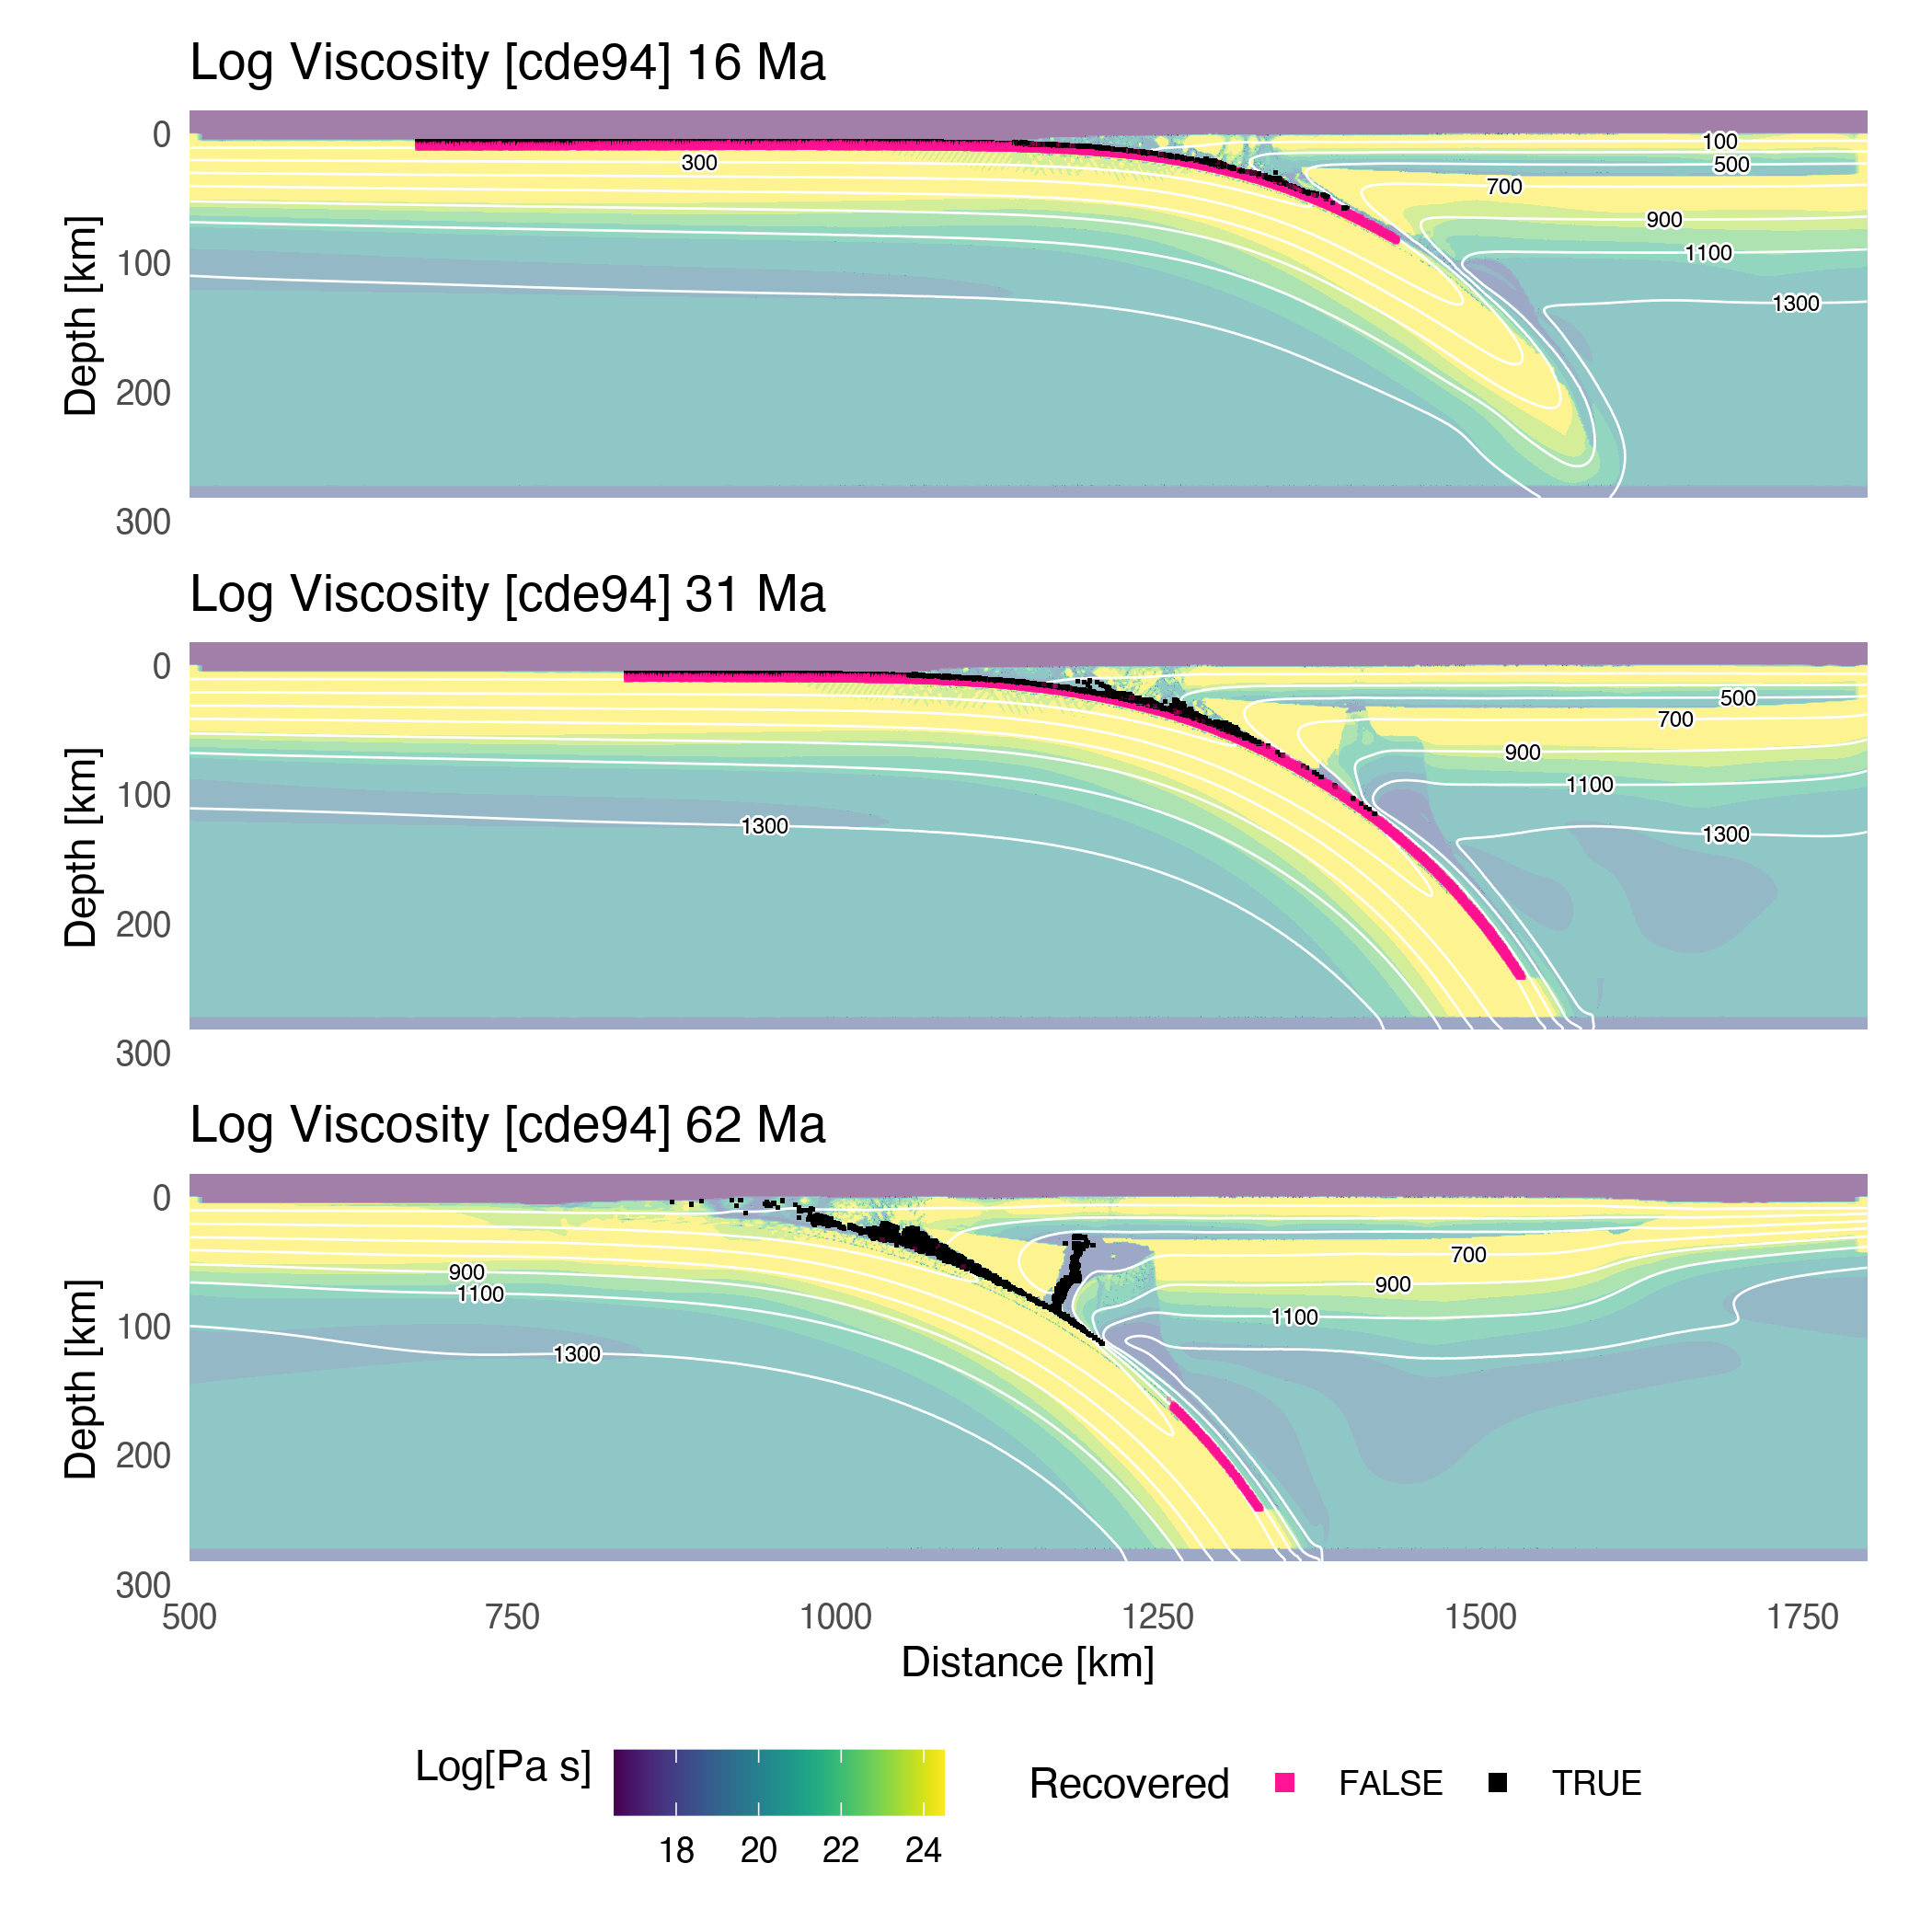 Log Viscosity [cde94] 16 Ma
Depth [km]
0
100
200
300
300
100
500
700
900
1100
1300
Log Viscosity [cde94] 31 Ma
Depth [km]
0
100
200
300
500
700
900
1100
1300
1300
Log Viscosity [cde94] 62 Ma
Depth [km]
0
100
200
300
700
900
900
1100
1100
1300
500 750 1000 1250 1500 1750
Distance [km]
Log[Pa s]
18 20 22 24
Recovered FALSE TRUE